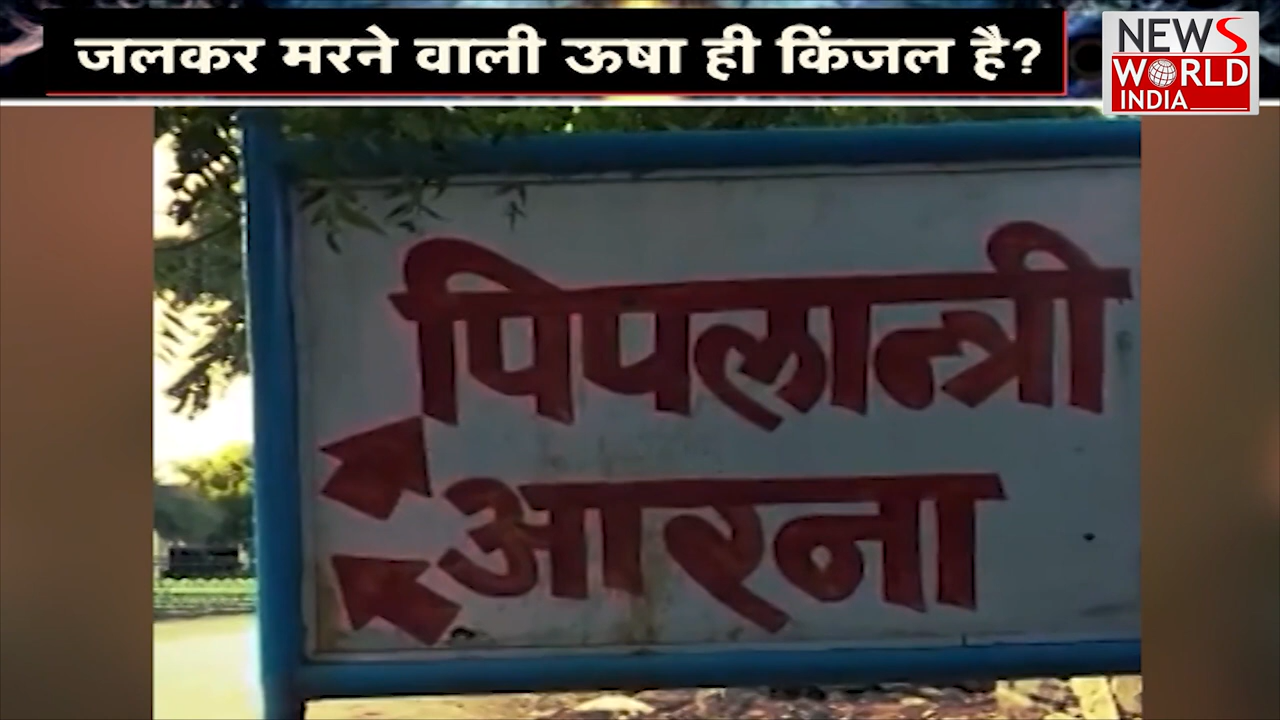 जलकर मरने वाली ऊषा ही किंजल है?
NEWS
WORLD
INDIA
पिपलान्त्री
आरना